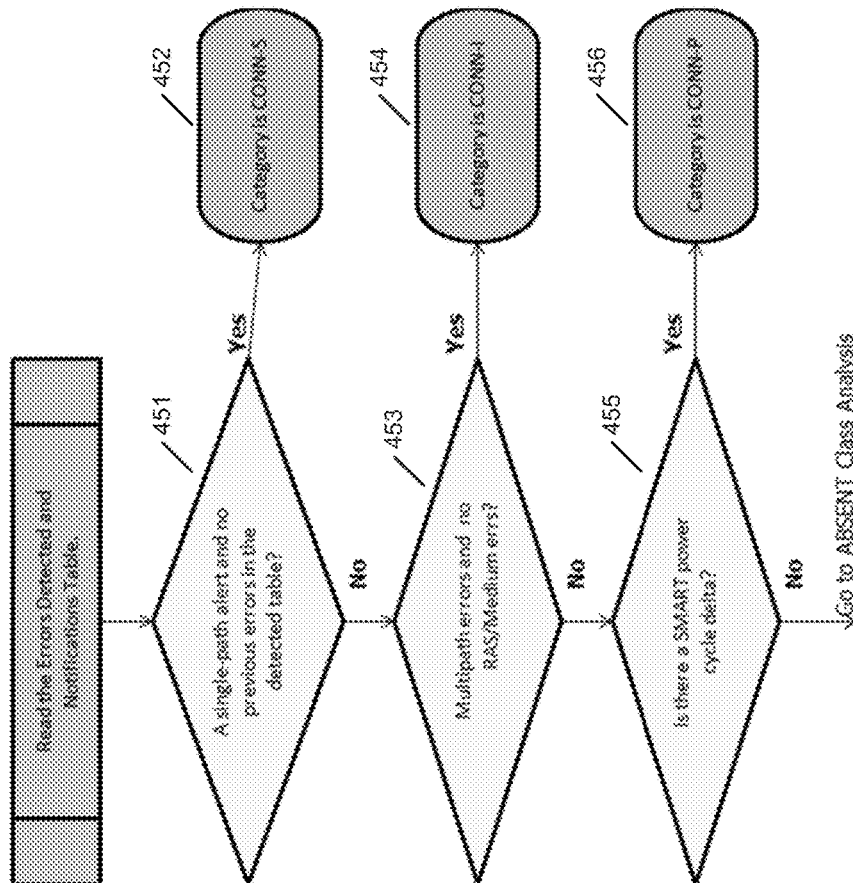 Read the Errors Detected and
Notifications Table.
451
A single-path alert and no
previous errors in the
detected table?
Yes
452
Category is CONN-S
No
453
Multipath errors and no
RAS/Medium errs?
Yes
454
Category is CONN-I
No
455
Is there a SMART power
cycle delta?
Yes
456
Category is CONN-P
No
Go to ABSENT Class Analysis